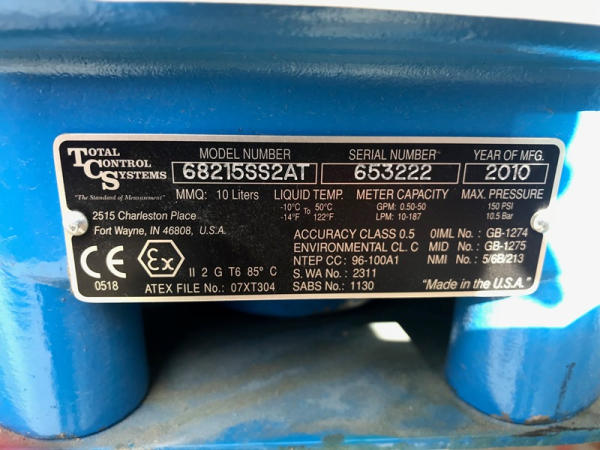 TOTAL CONTROL SYSTEMS
TCS
"The Standard of Measurement"
2515 Charleston Place
Fort Wayne, IN 46808, U.S.A.
MODEL NUMBER SERIAL NUMBER YEAR OF MFG.
68215SS2AT 653222 2010
MMQ: 10 Liters LIQUID TEMP. METER CAPACITY MAX. PRESSURE
-10°C To 50°C GPM: 0.50-50 150 PSI
-14°F 122°F LPM: 10-187 10.5 Bar
ACCURACY CLASS 0.5 OIML No.: GB-1274
ENVIRONMENTAL CL. C MID No.: GB-1275
NTEP CC: 96-100A1 NMI No.: 5/6B/213
S. WA No.: 2311
SABS No.: 1130 "Made in the U.S.A."
CE Ex II 2 G T6 85° C
0518 ATEX FILE No.: 07XT304